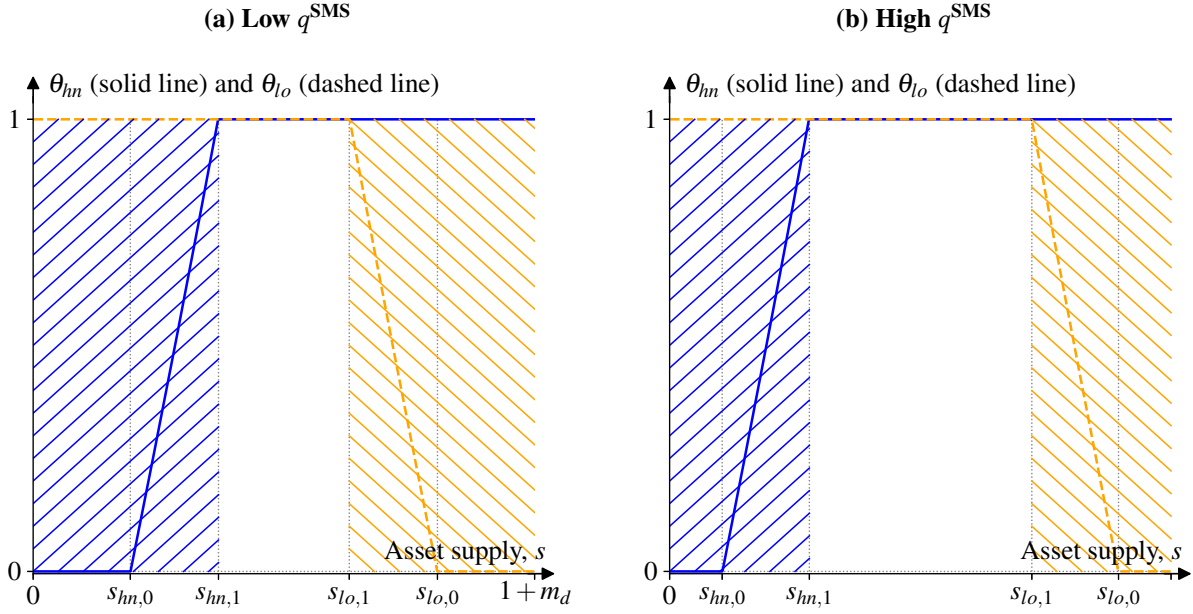 (a) Low q^SMS
θ_hn (solid line) and θ_lo (dashed line)
1
Asset supply, s
0
0 s_hn,0 s_hn,1 s_lo,1 s_lo,0 1 + m_d
(b) High q^SMS
θ_hn (solid line) and θ_lo (dashed line)
1
Asset supply, s
0
0 s_hn,0 s_hn,1 s_lo,1 s_lo,0